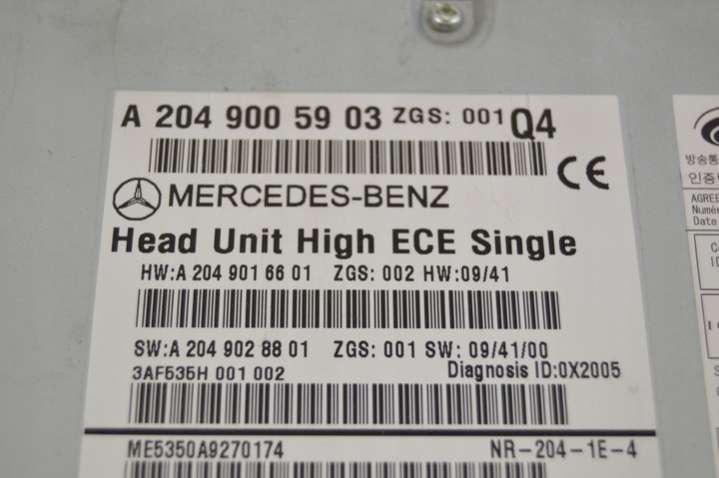 A 204 900 59 03 ZGS: 001 Q4
CE
MERCEDES-BENZ
Head Unit High ECE Single
HW:A 204 901 66 01 ZGS: 002 HW:09/41
SW:A 204 902 88 01 ZGS: 001 SW: 09/41/00
3AF535H 001 002 Diagnosis ID:0X2005
ME5350A9270174 NR-204-1E-4
방송통
인증
AGREE
Numé
Date